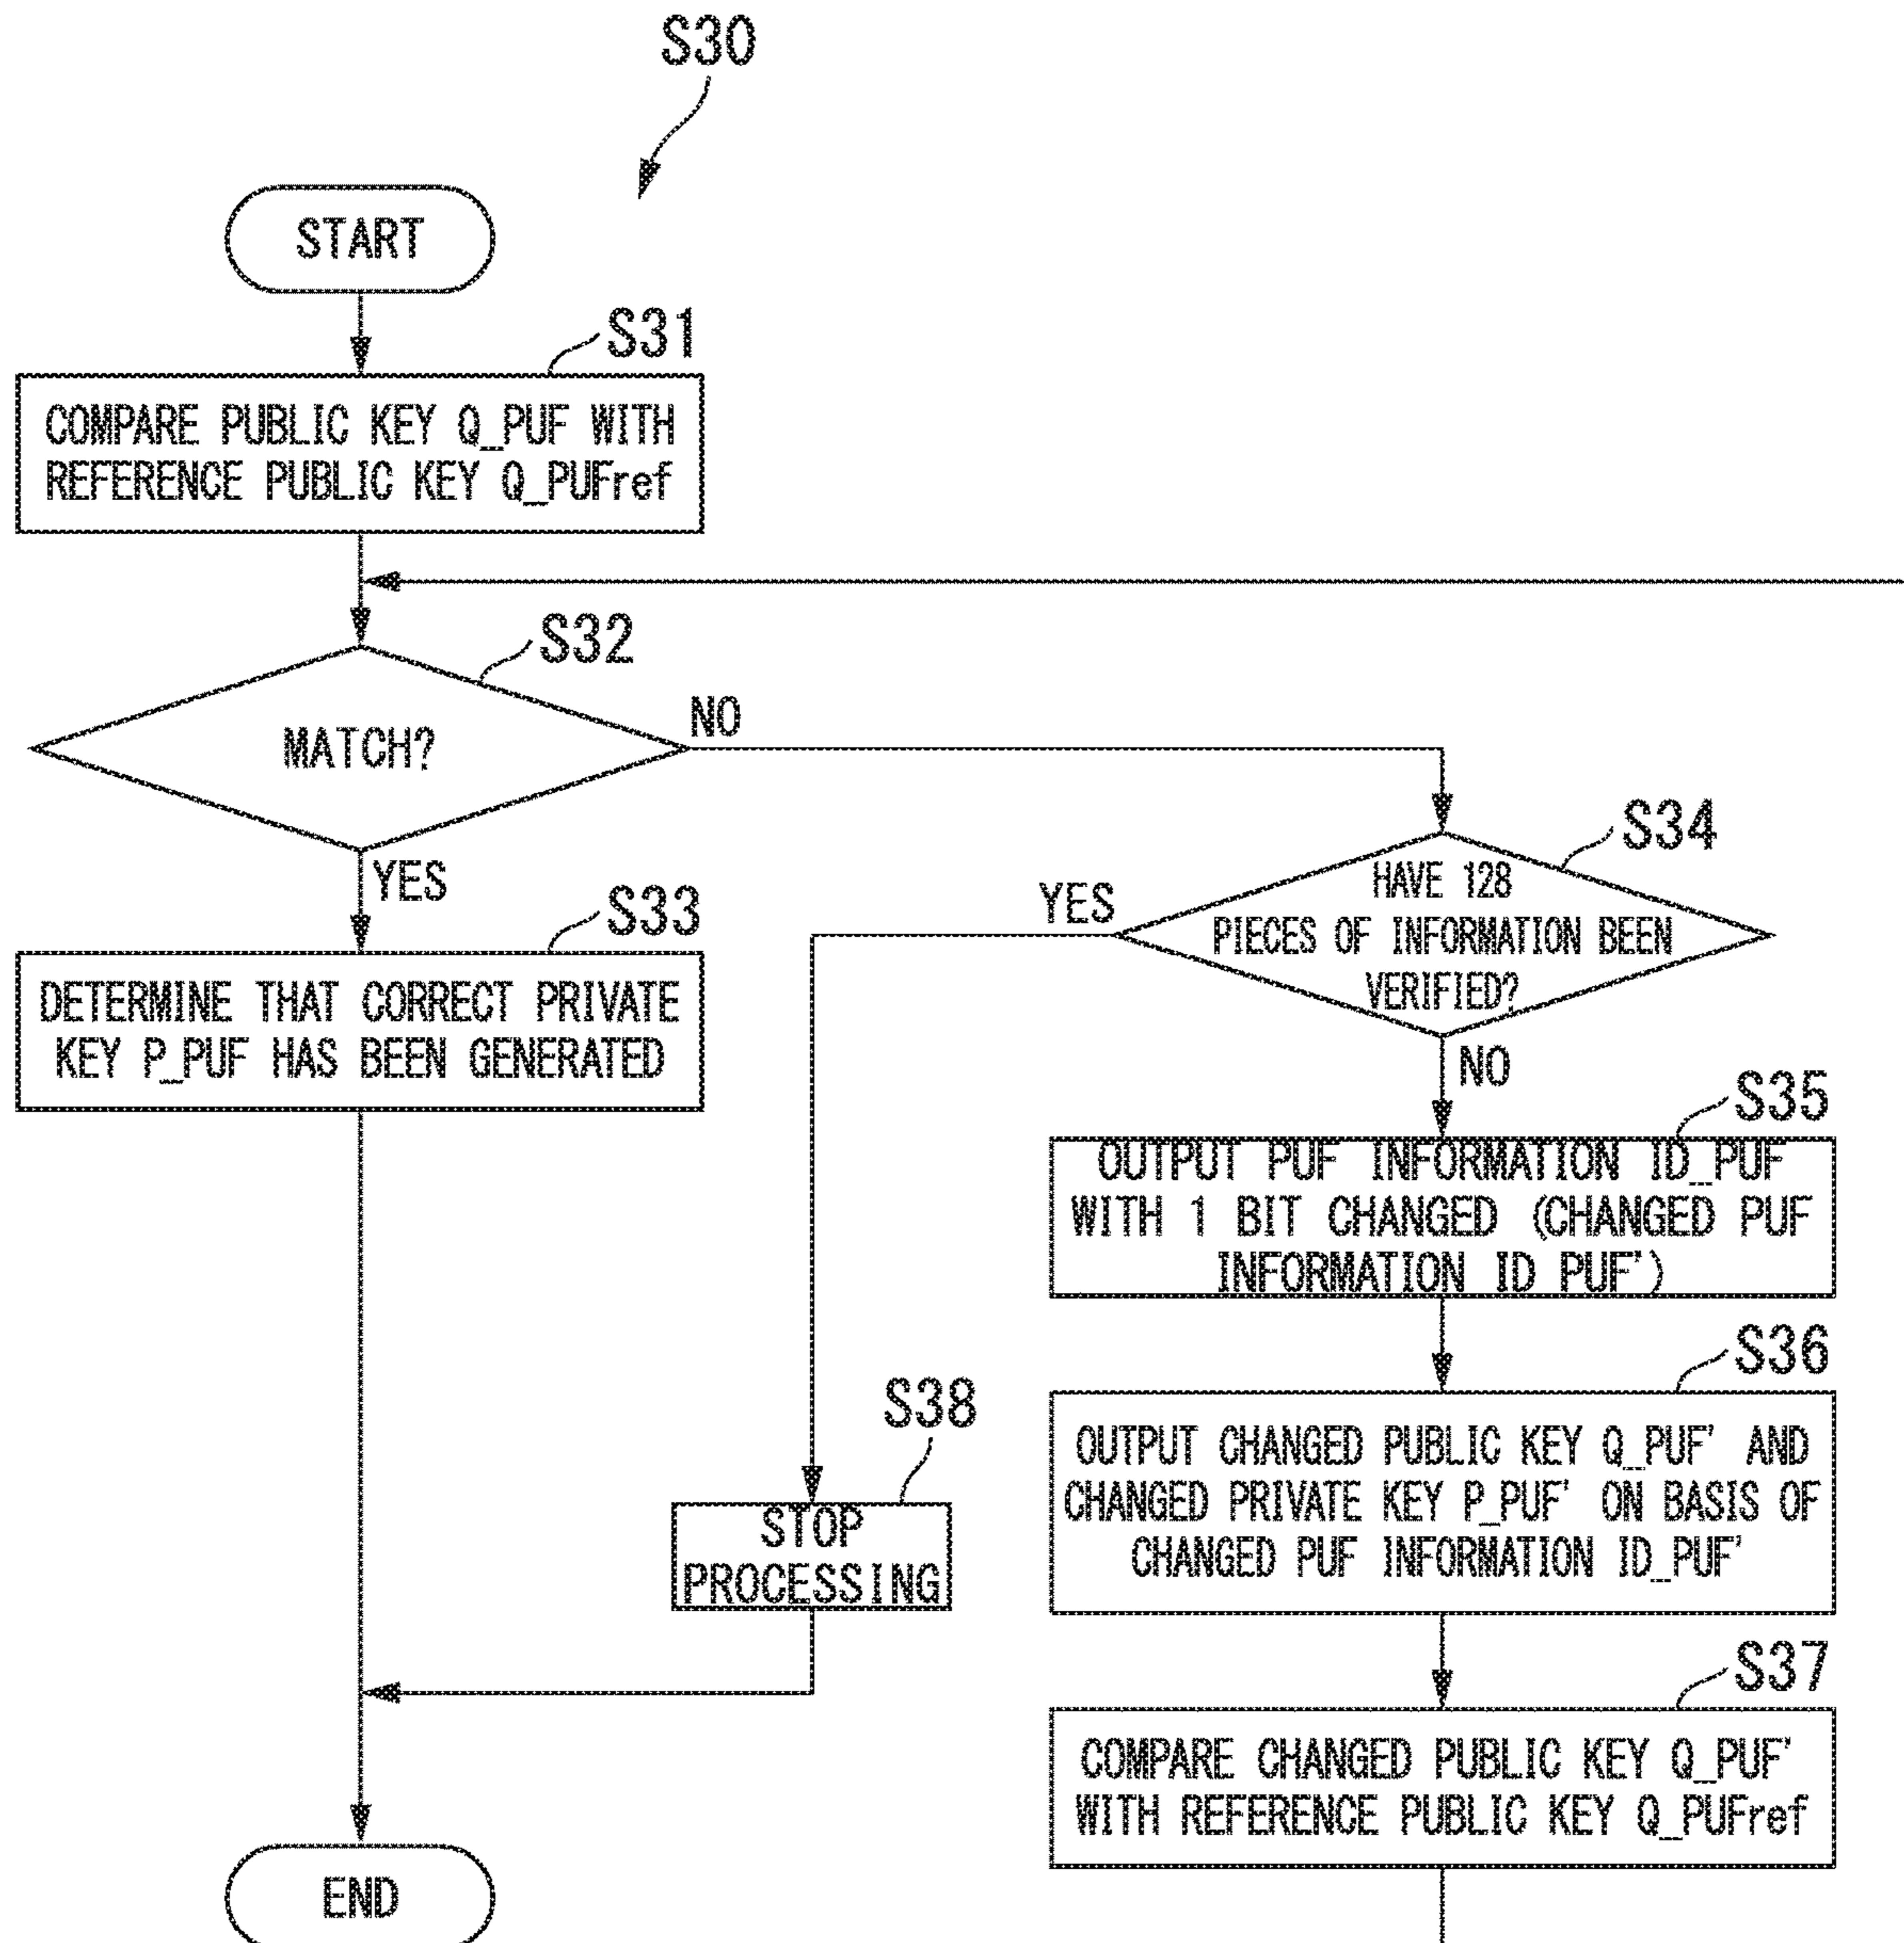 S30
START
S31
COMPARE PUBLIC KEY Q_PUF WITH
REFERENCE PUBLIC KEY Q_PUFref
S32
MATCH?
NO
YES
S33
DETERMINE THAT CORRECT PRIVATE
KEY P_PUF HAS BEEN GENERATED
S34
HAVE 128
PIECES OF INFORMATION BEEN
VERIFIED?
YES
NO
S35
OUTPUT PUF INFORMATION ID_PUF
WITH 1 BIT CHANGED (CHANGED PUF
INFORMATION ID PUF')
S36
OUTPUT CHANGED PUBLIC KEY Q_PUF' AND
CHANGED PRIVATE KEY P_PUF' ON BASIS OF
CHANGED PUF INFORMATION ID_PUF'
S38
STOP
PROCESSING
S37
COMPARE CHANGED PUBLIC KEY Q_PUF'
WITH REFERENCE PUBLIC KEY Q_PUFref
END